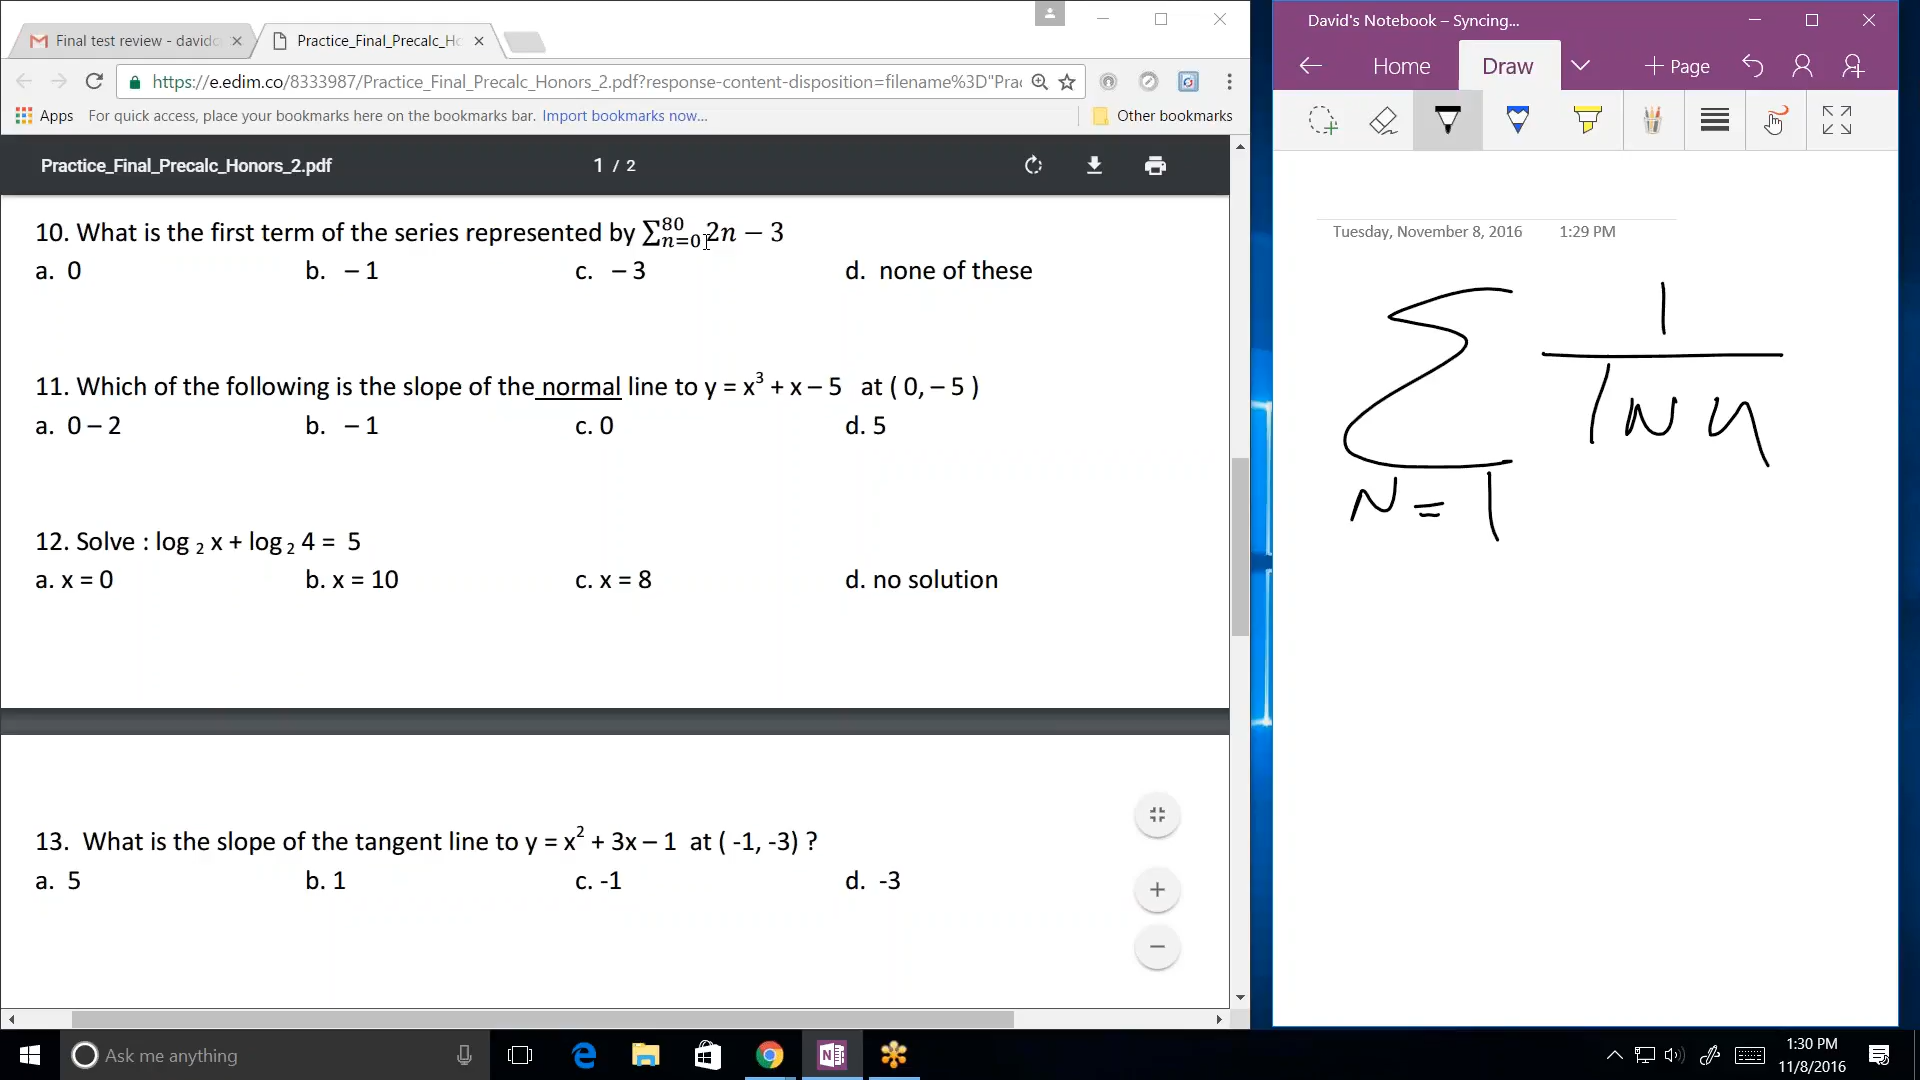 Final test review - davidc
Practice_Final_Precalc_Ho
https://e.edim.co/8333987/Practice_Final_Precalc_Honors_2.pdf?response-content-disposition=filename%3D"Prac
Apps For quick access, place your bookmarks here on the bookmarks bar. Import bookmarks now... Other bookmarks
Practice_Final_Precalc_Honors_2.pdf 1 / 2
10. What is the first term of the series represented by ∑_{n=0}^{80} 2n − 3
a. 0 b. – 1 c. – 3 d. none of these
11. Which of the following is the slope of the normal line to y = x³ + x – 5 at ( 0, – 5 )
a. 0 – 2 b. – 1 c. 0 d. 5
12. Solve : log ₂ x + log ₂ 4 = 5
a. x = 0 b. x = 10 c. x = 8 d. no solution
13. What is the slope of the tangent line to y = x² + 3x – 1 at ( -1, -3) ?
a. 5 b. 1 c. -1 d. -3
Ask me anything
David's Notebook – Syncing...
Home Draw + Page
Tuesday, November 8, 2016 1:29 PM
∑ 1
N = 1
1:30 PM
11/8/2016